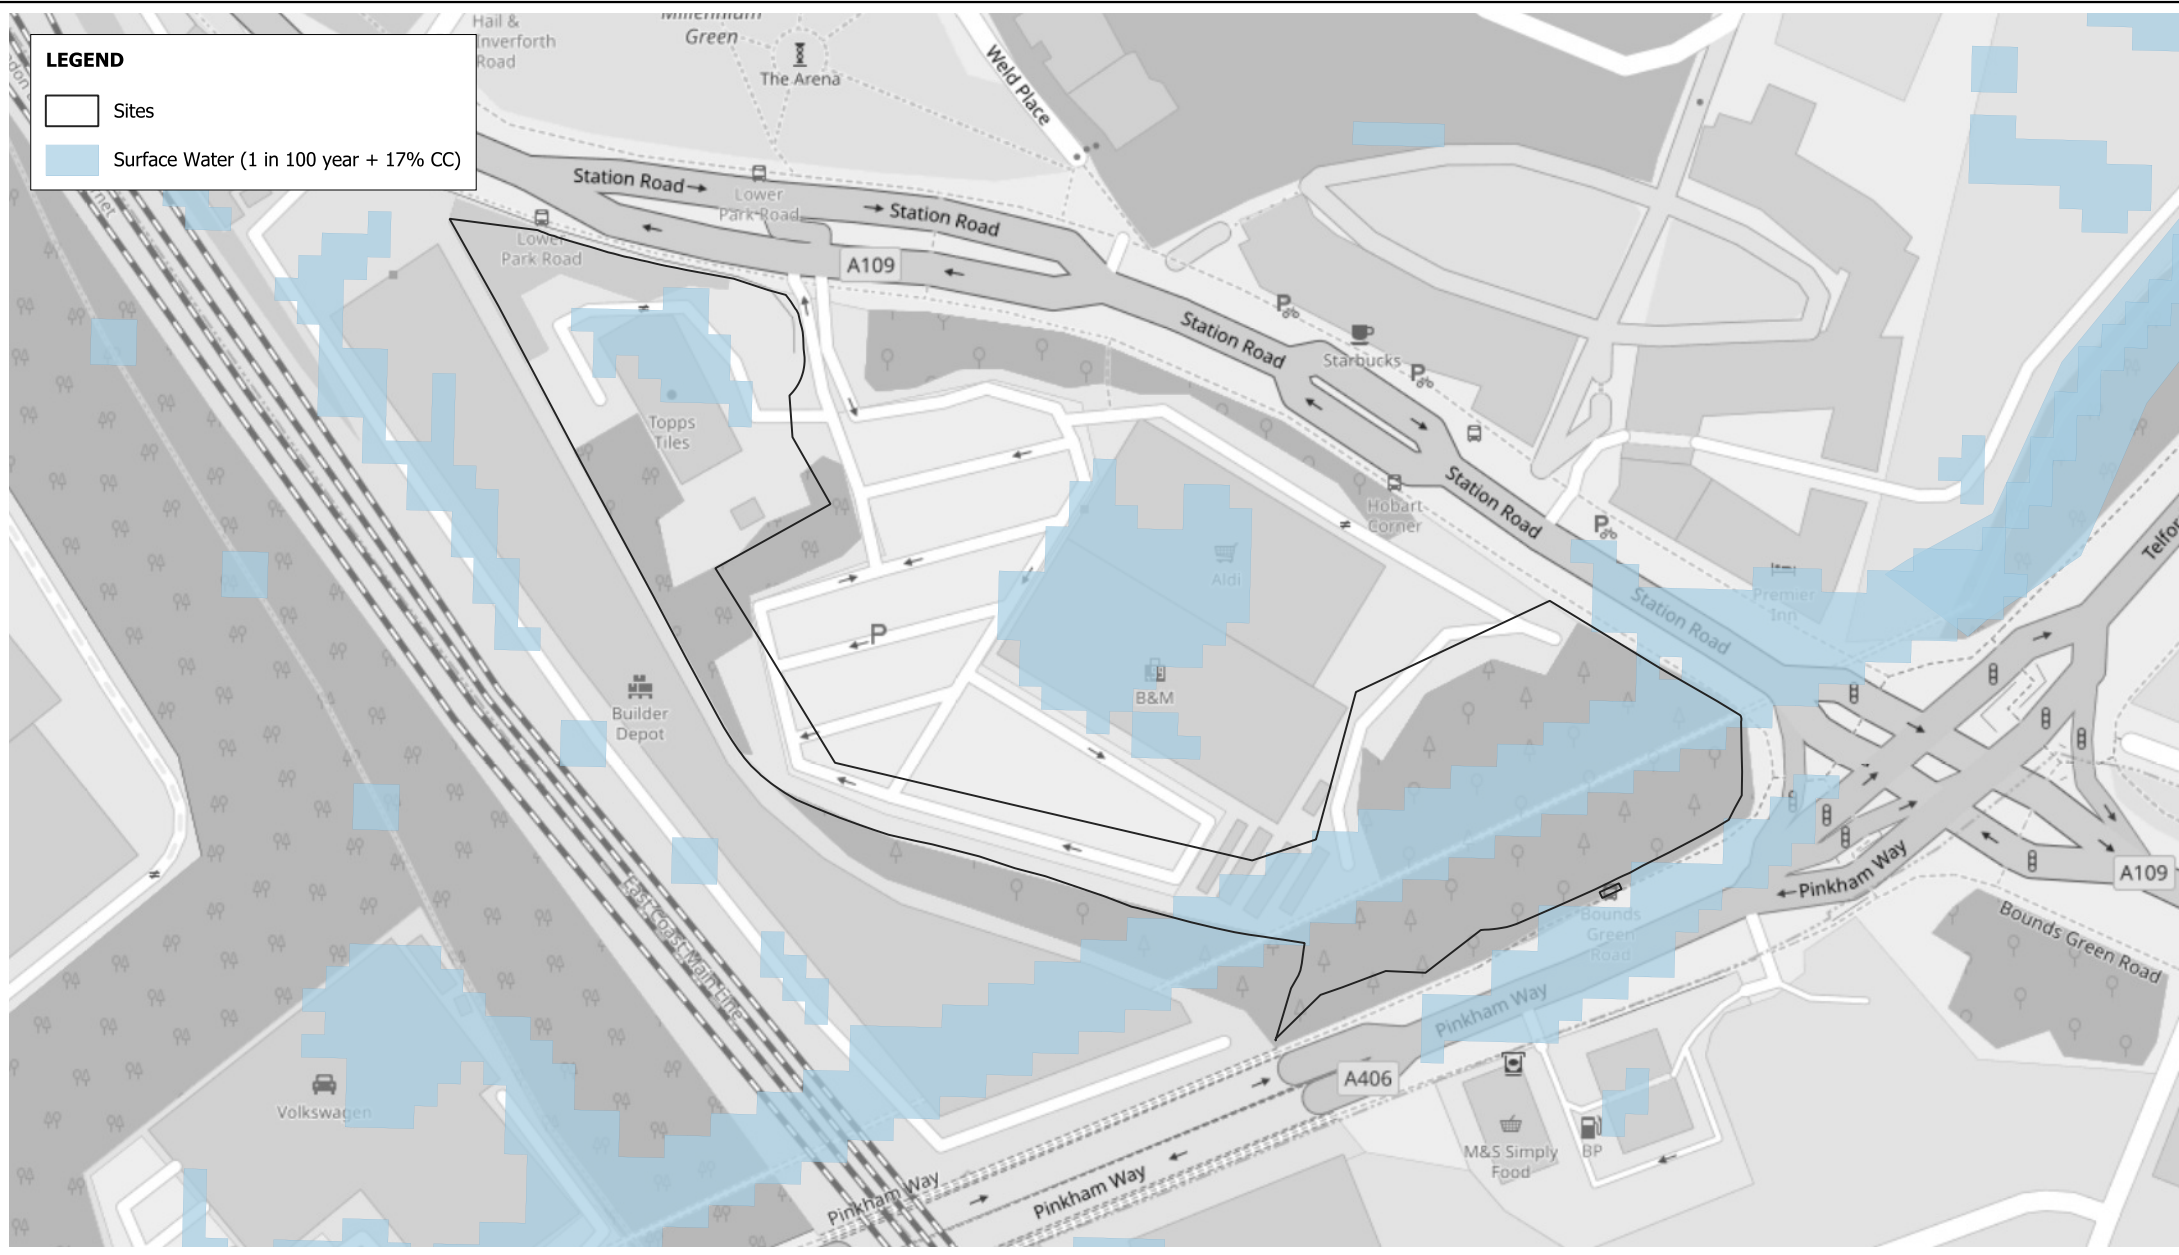 LEGEND
Sites
Surface Water (1 in 100 year + 17% CC)
Hail &
Inverforth
Road
Millennium
Green
The Arena
Weld Place
Station Road
Lower
Park Road
Station Road
Lower
Park Road
A109
Station Road
Starbucks
Topps
Tiles
Station Road
Hobart
Corner
Aldi
Premier
Inn
Station Road
P
B&M
Builder
Depot
East Coast Main Line
A109
Pinkham Way
Bounds
Green
Road
Bounds Green Road
Pinkham Way
A406
Volkswagen
M&S Simply
Food
BP
Pinkham Way
Pinkham Way
P
P
P